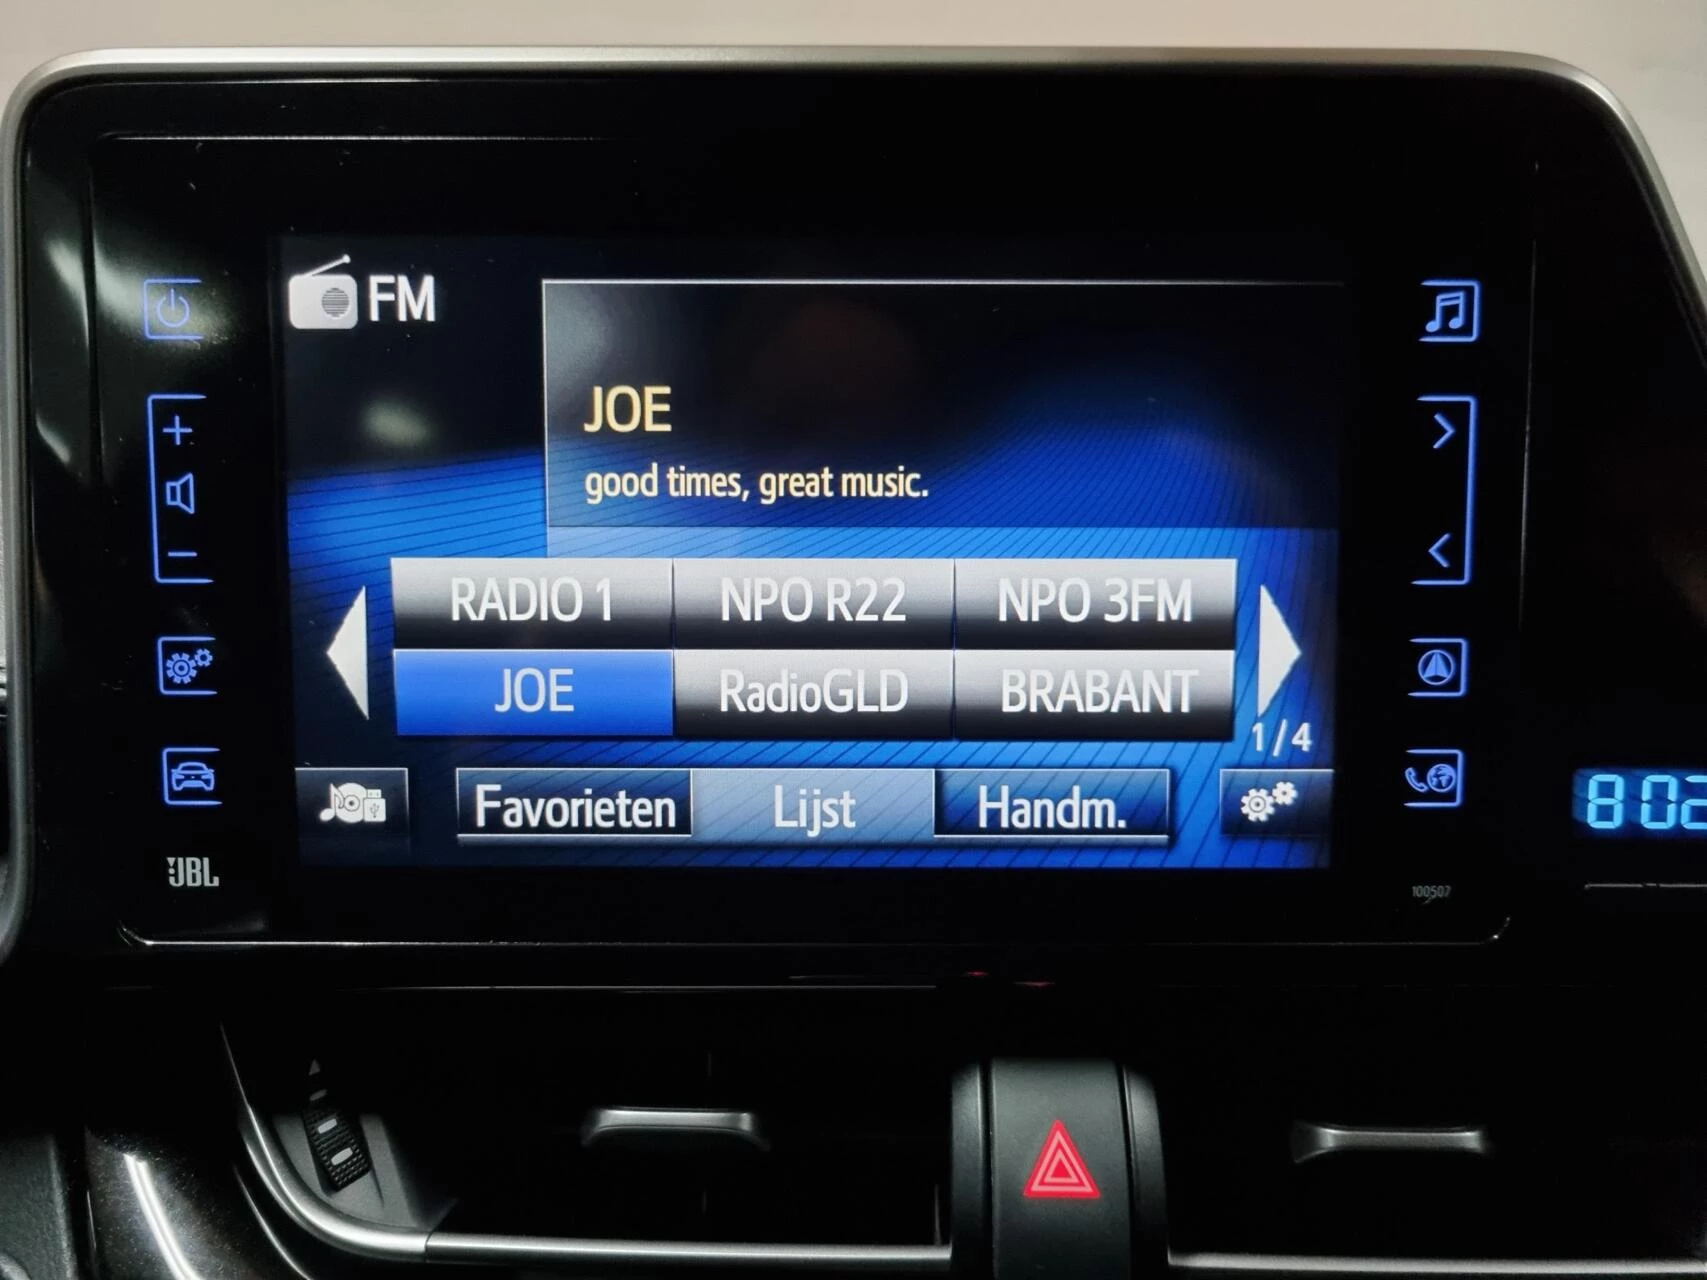 FM
JOE
good times, great music.
RADIO 1 NPO R22 NPO 3FM
JOE RadioGLD BRABANT
1/4
Favorieten Lijst Handm.
802
JBL
100507